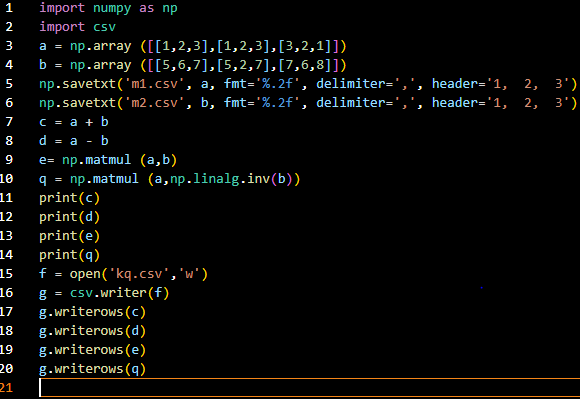 1 import numpy as np
2 import csv
3 a = np.array ([[1,2,3],[1,2,3],[3,2,1]])
4 b = np.array ([[5,6,7],[5,2,7],[7,6,8]])
5 np.savetxt('m1.csv', a, fmt='%.2f', delimiter=',', header='1,  2,  3')
6 np.savetxt('m2.csv', b, fmt='%.2f', delimiter=',', header='1,  2,  3')
7 c = a + b
8 d = a - b
9 e= np.matmul (a,b)
10 q = np.matmul (a,np.linalg.inv(b))
11 print(c)
12 print(d)
13 print(e)
14 print(q)
15 f = open('kq.csv','w')
16 g = csv.writer(f)
17 g.writerows(c)
18 g.writerows(d)
19 g.writerows(e)
20 g.writerows(q)
21